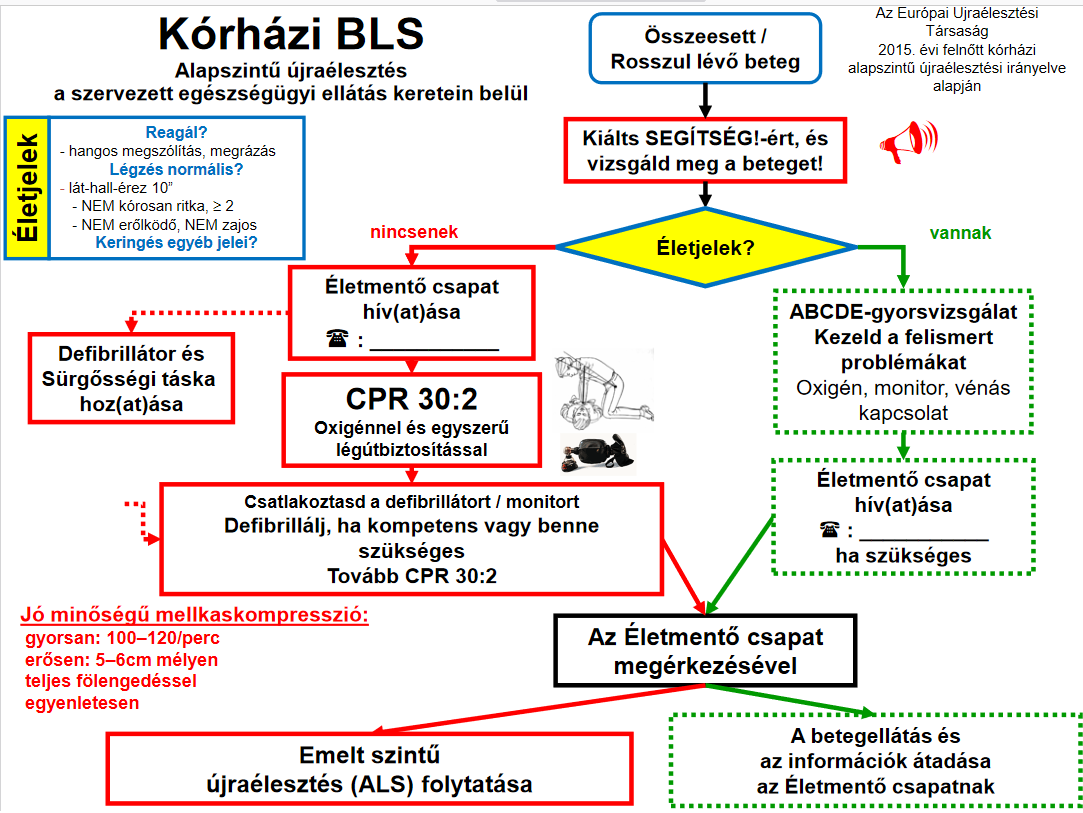 Kórházi BLS
Alapszintű újraélesztés
a szervezett egészségügyi ellátás keretein belül
Összeesett /
Rosszul lévő beteg
Az Európai Ujraélesztési
Társaság
2015. évi felnőtt kórházi
alapszintű újraélesztési irányelve
alapján
Életjelek
Reagál?
- hangos megszólítás, megrázás
Légzés normális?
- lát-hall-érez 10”
- NEM kórosan ritka, ≥ 2
- NEM erőlködő, NEM zajos
Keringés egyéb jelei?
Kiálts SEGÍTSÉG!-ért, és
vizsgáld meg a beteget!
Életjelek?
nincsenek
vannak
Életmentő csapat
hív(at)ása
☎ : ____________
Defibrillátor és
Sürgősségi táska
hoz(at)ása
CPR 30:2
Oxigénnel és egyszerű
légútbiztosítással
ABCDE-gyorsvizsgálat
Kezeld a felismert
problémákat
Oxigén, monitor, vénás
kapcsolat
Életmentő csapat
hív(at)ása
☎ : ____________
ha szükséges
Csatlakoztasd a defibrillátort / monitort
Defibrillálj, ha kompetens vagy benne
szükséges
Tovább CPR 30:2
Jó minőségű mellkaskompresszió:
gyorsan: 100–120/perc
erősen: 5–6cm mélyen
teljes fölengedéssel
egyenletesen
Az Életmentő csapat
megérkezésével
Emelt szintű
újraélesztés (ALS) folytatása
A betegellátás és
az információk átadása
az Életmentő csapatnak